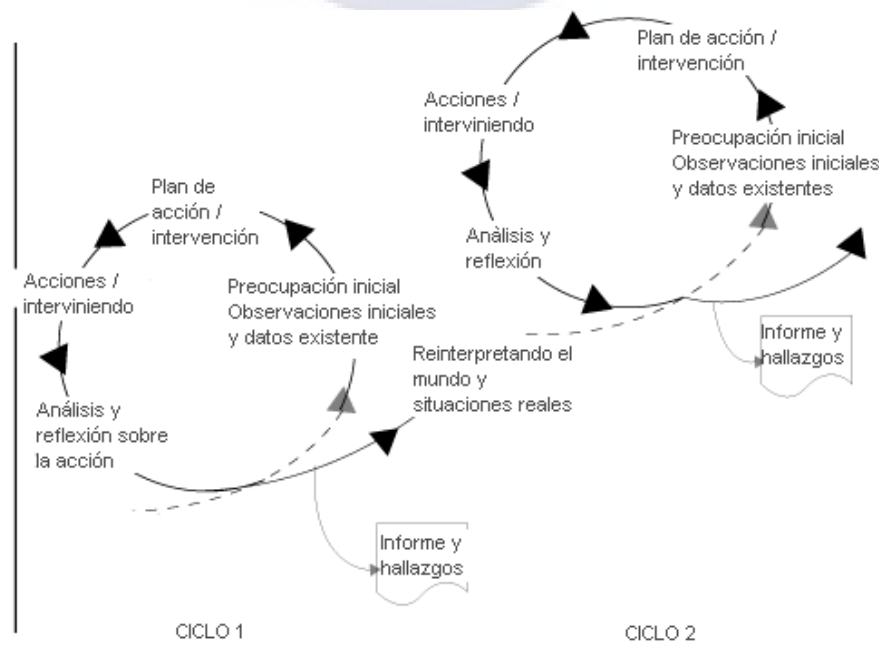 Plan de
acción /
intervención
Acciones /
interviniendo
Preocupación inicial
Observaciones iniciales
y datos existente
Análisis y
reflexión sobre
la acción
Reinterpretando el
mundo y
situaciones reales
Informe y
hallazgos
CICLO 1
Plan de acción /
intervención
Acciones /
interviniendo
Preocupación inicial
Observaciones iniciales
y datos existentes
Anàlisis y
reflexión
Informe y
hallazgos
CICLO 2